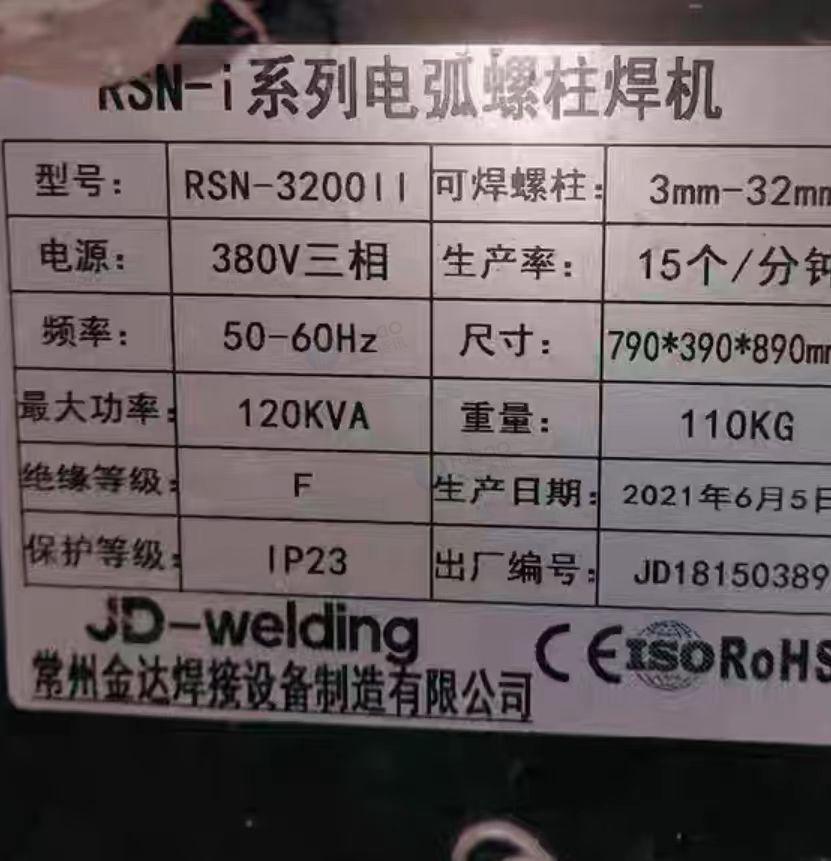 RSN-i系列电弧螺柱焊机
型号: RSN-3200II 可焊螺柱: 3mm-32mm
电源: 380V三相 生产率: 15个/分钟
频率: 50-60Hz 尺寸: 790*390*890mm
最大功率: 120KVA 重量: 110KG
绝缘等级: F 生产日期: 2021年6月5日
保护等级: IP23 出厂编号: JD18150389
JD-welding
CE ISO RoHS
常州金达焊接设备制造有限公司